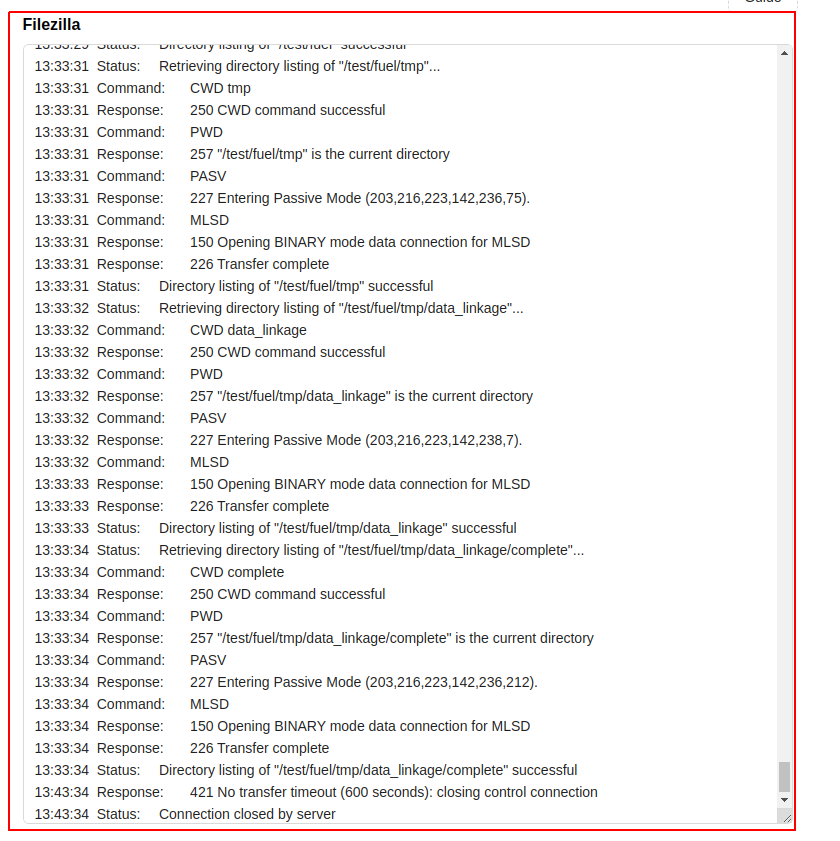 Guide
Filezilla
13:33:29 Status: Directory listing of "/test/fuel" successful
13:33:31 Status: Retrieving directory listing of "/test/fuel/tmp"...
13:33:31 Command: CWD tmp
13:33:31 Response: 250 CWD command successful
13:33:31 Command: PWD
13:33:31 Response: 257 "/test/fuel/tmp" is the current directory
13:33:31 Command: PASV
13:33:31 Response: 227 Entering Passive Mode (203,216,223,142,236,75).
13:33:31 Command: MLSD
13:33:31 Response: 150 Opening BINARY mode data connection for MLSD
13:33:31 Response: 226 Transfer complete
13:33:31 Status: Directory listing of "/test/fuel/tmp" successful
13:33:32 Status: Retrieving directory listing of "/test/fuel/tmp/data_linkage"...
13:33:32 Command: CWD data_linkage
13:33:32 Response: 250 CWD command successful
13:33:32 Command: PWD
13:33:32 Response: 257 "/test/fuel/tmp/data_linkage" is the current directory
13:33:32 Command: PASV
13:33:32 Response: 227 Entering Passive Mode (203,216,223,142,238,7).
13:33:32 Command: MLSD
13:33:33 Response: 150 Opening BINARY mode data connection for MLSD
13:33:33 Response: 226 Transfer complete
13:33:33 Status: Directory listing of "/test/fuel/tmp/data_linkage" successful
13:33:34 Status: Retrieving directory listing of "/test/fuel/tmp/data_linkage/complete"...
13:33:34 Command: CWD complete
13:33:34 Response: 250 CWD command successful
13:33:34 Command: PWD
13:33:34 Response: 257 "/test/fuel/tmp/data_linkage/complete" is the current directory
13:33:34 Command: PASV
13:33:34 Response: 227 Entering Passive Mode (203,216,223,142,236,212).
13:33:34 Command: MLSD
13:33:34 Response: 150 Opening BINARY mode data connection for MLSD
13:33:34 Response: 226 Transfer complete
13:33:34 Status: Directory listing of "/test/fuel/tmp/data_linkage/complete" successful
13:43:34 Response: 421 No transfer timeout (600 seconds): closing control connection
13:43:34 Status: Connection closed by server